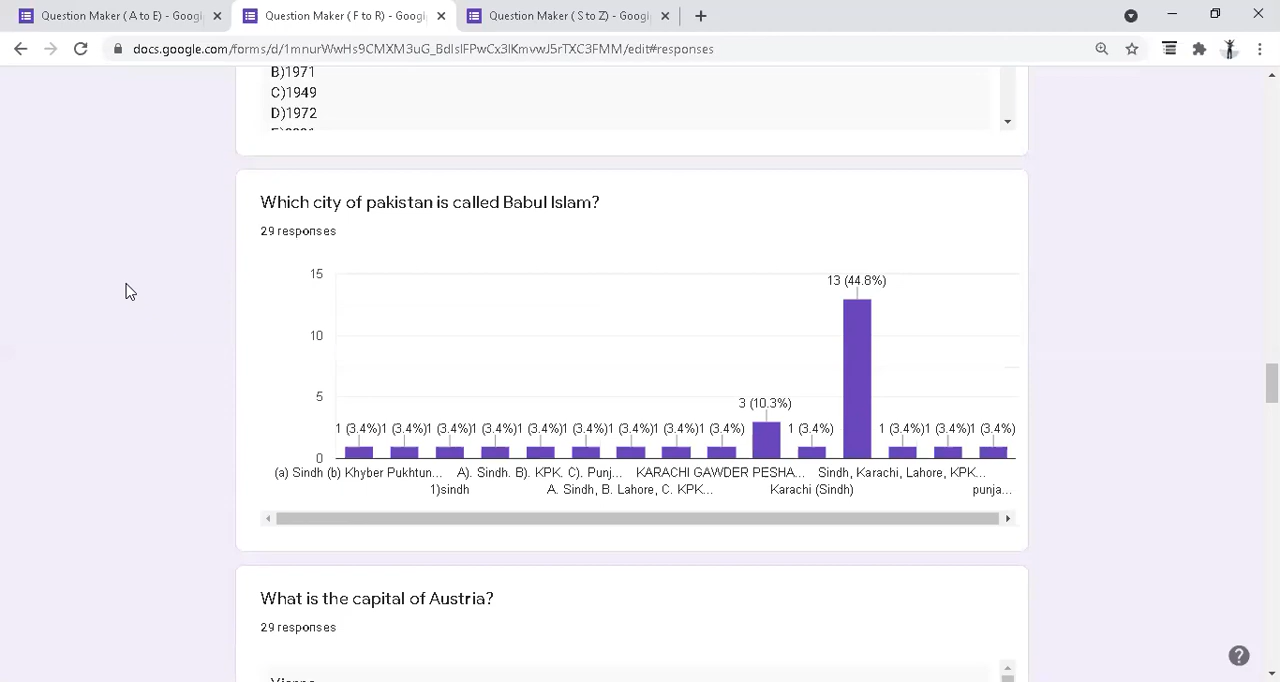 Question Maker ( A to E) - Googl
Question Maker ( F to R) - Googl
Question Maker ( S to Z) - Googl
docs.google.com/forms/d/1mnurWwHs9CMXM3uG_BdIslFPwCx3lKmvwJ5rTXC3FMM/edit#responses
B)1971
C)1949
D)1972
Which city of pakistan is called Babul Islam?
29 responses
15
10
5
0
13 (44.8%)
3 (10.3%)
1 (3.4%)1 (3.4%)1 (3.4%)1 (3.4%)1 (3.4%)1 (3.4%)1 (3.4%)1 (3.4%)1 (3.4%) 1 (3.4%) 1 (3.4%)1 (3.4%)1 (3.4%)
(a) Sindh (b) Khyber Pukhtun... A). Sindh. B). KPK. C). Punj... KARACHI GAWDER PESHA... Sindh, Karachi, Lahore, KPK...
1)sindh A. Sindh, B. Lahore, C. KPK... Karachi (Sindh) punja...
What is the capital of Austria?
29 responses
Vienna